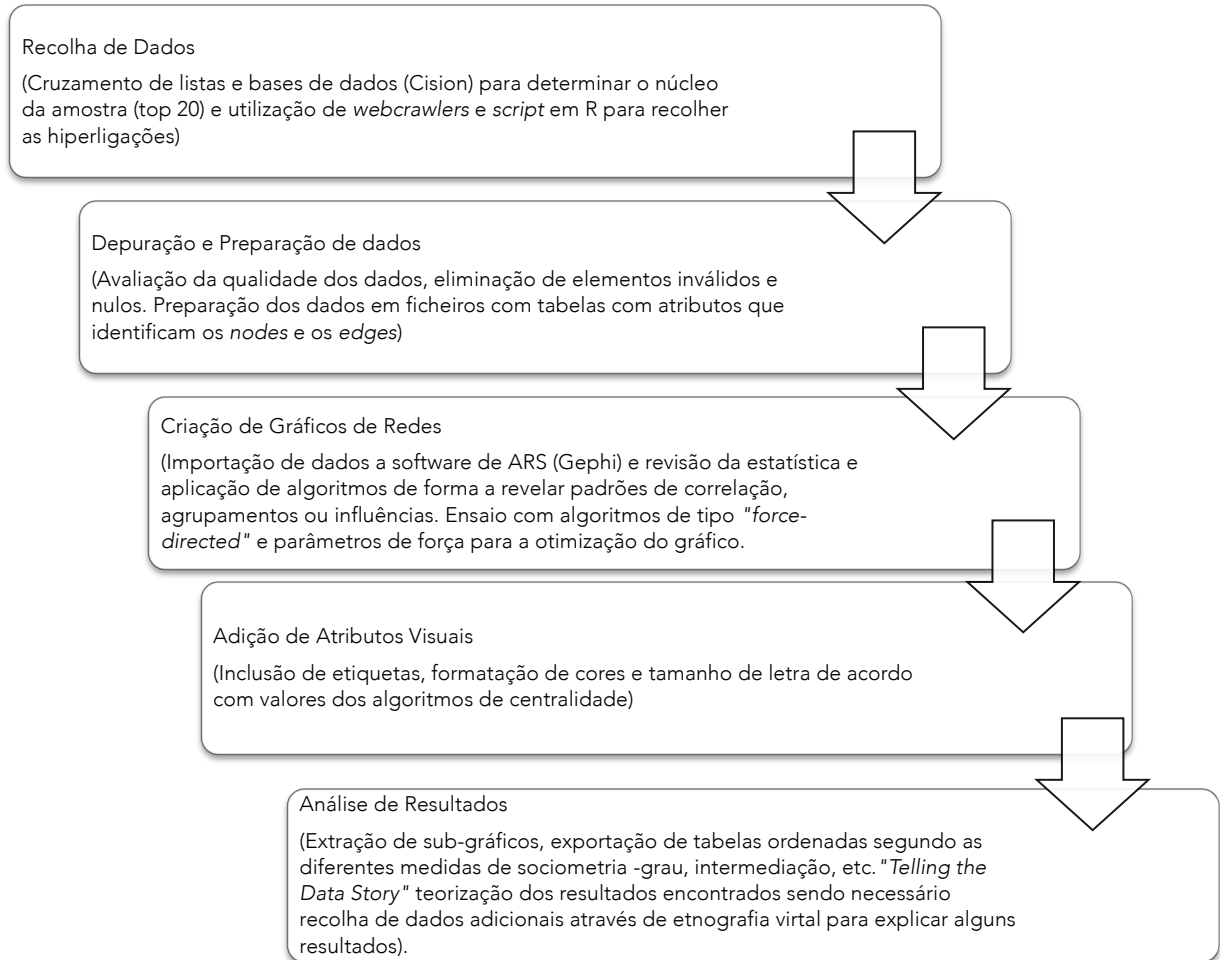 Recolha de Dados
(Cruzamento de listas e bases de dados (Cision) para determinar o núcleo
da amostra (top 20) e utilização de webcrawlers e script em R para recolher
as hiperligações)
Depuração e Preparação de dados
(Avaliação da qualidade dos dados, eliminação de elementos inválidos e
nulos. Preparação dos dados em ficheiros com tabelas com atributos que
identificam os nodes e os edges)
Criação de Gráficos de Redes
(Importação de dados a software de ARS (Gephi) e revisão da estatística e
aplicação de algoritmos de forma a revelar padrões de correlação,
agrupamentos ou influências. Ensaio com algoritmos de tipo "force-
directed" e parâmetros de força para a otimização do gráfico.
Adição de Atributos Visuais
(Inclusão de etiquetas, formatação de cores e tamanho de letra de acordo
com valores dos algoritmos de centralidade)
Análise de Resultados
(Extração de sub-gráficos, exportação de tabelas ordenadas segundo as
diferentes medidas de sociometria -grau, intermediação, etc."Telling the
Data Story" teorização dos resultados encontrados sendo necessário
recolha de dados adicionais através de etnografia virtal para explicar alguns
resultados).